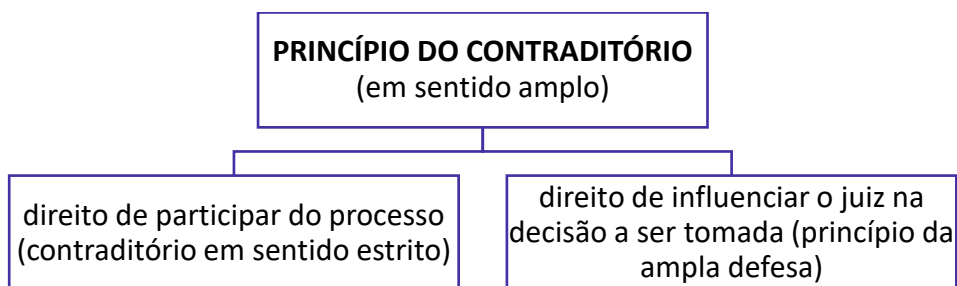 PRINCÍPIO DO CONTRADITÓRIO
(em sentido amplo)
direito de participar do processo
(contraditório em sentido estrito)
direito de influenciar o juiz na
decisão a ser tomada (princípio da
ampla defesa)